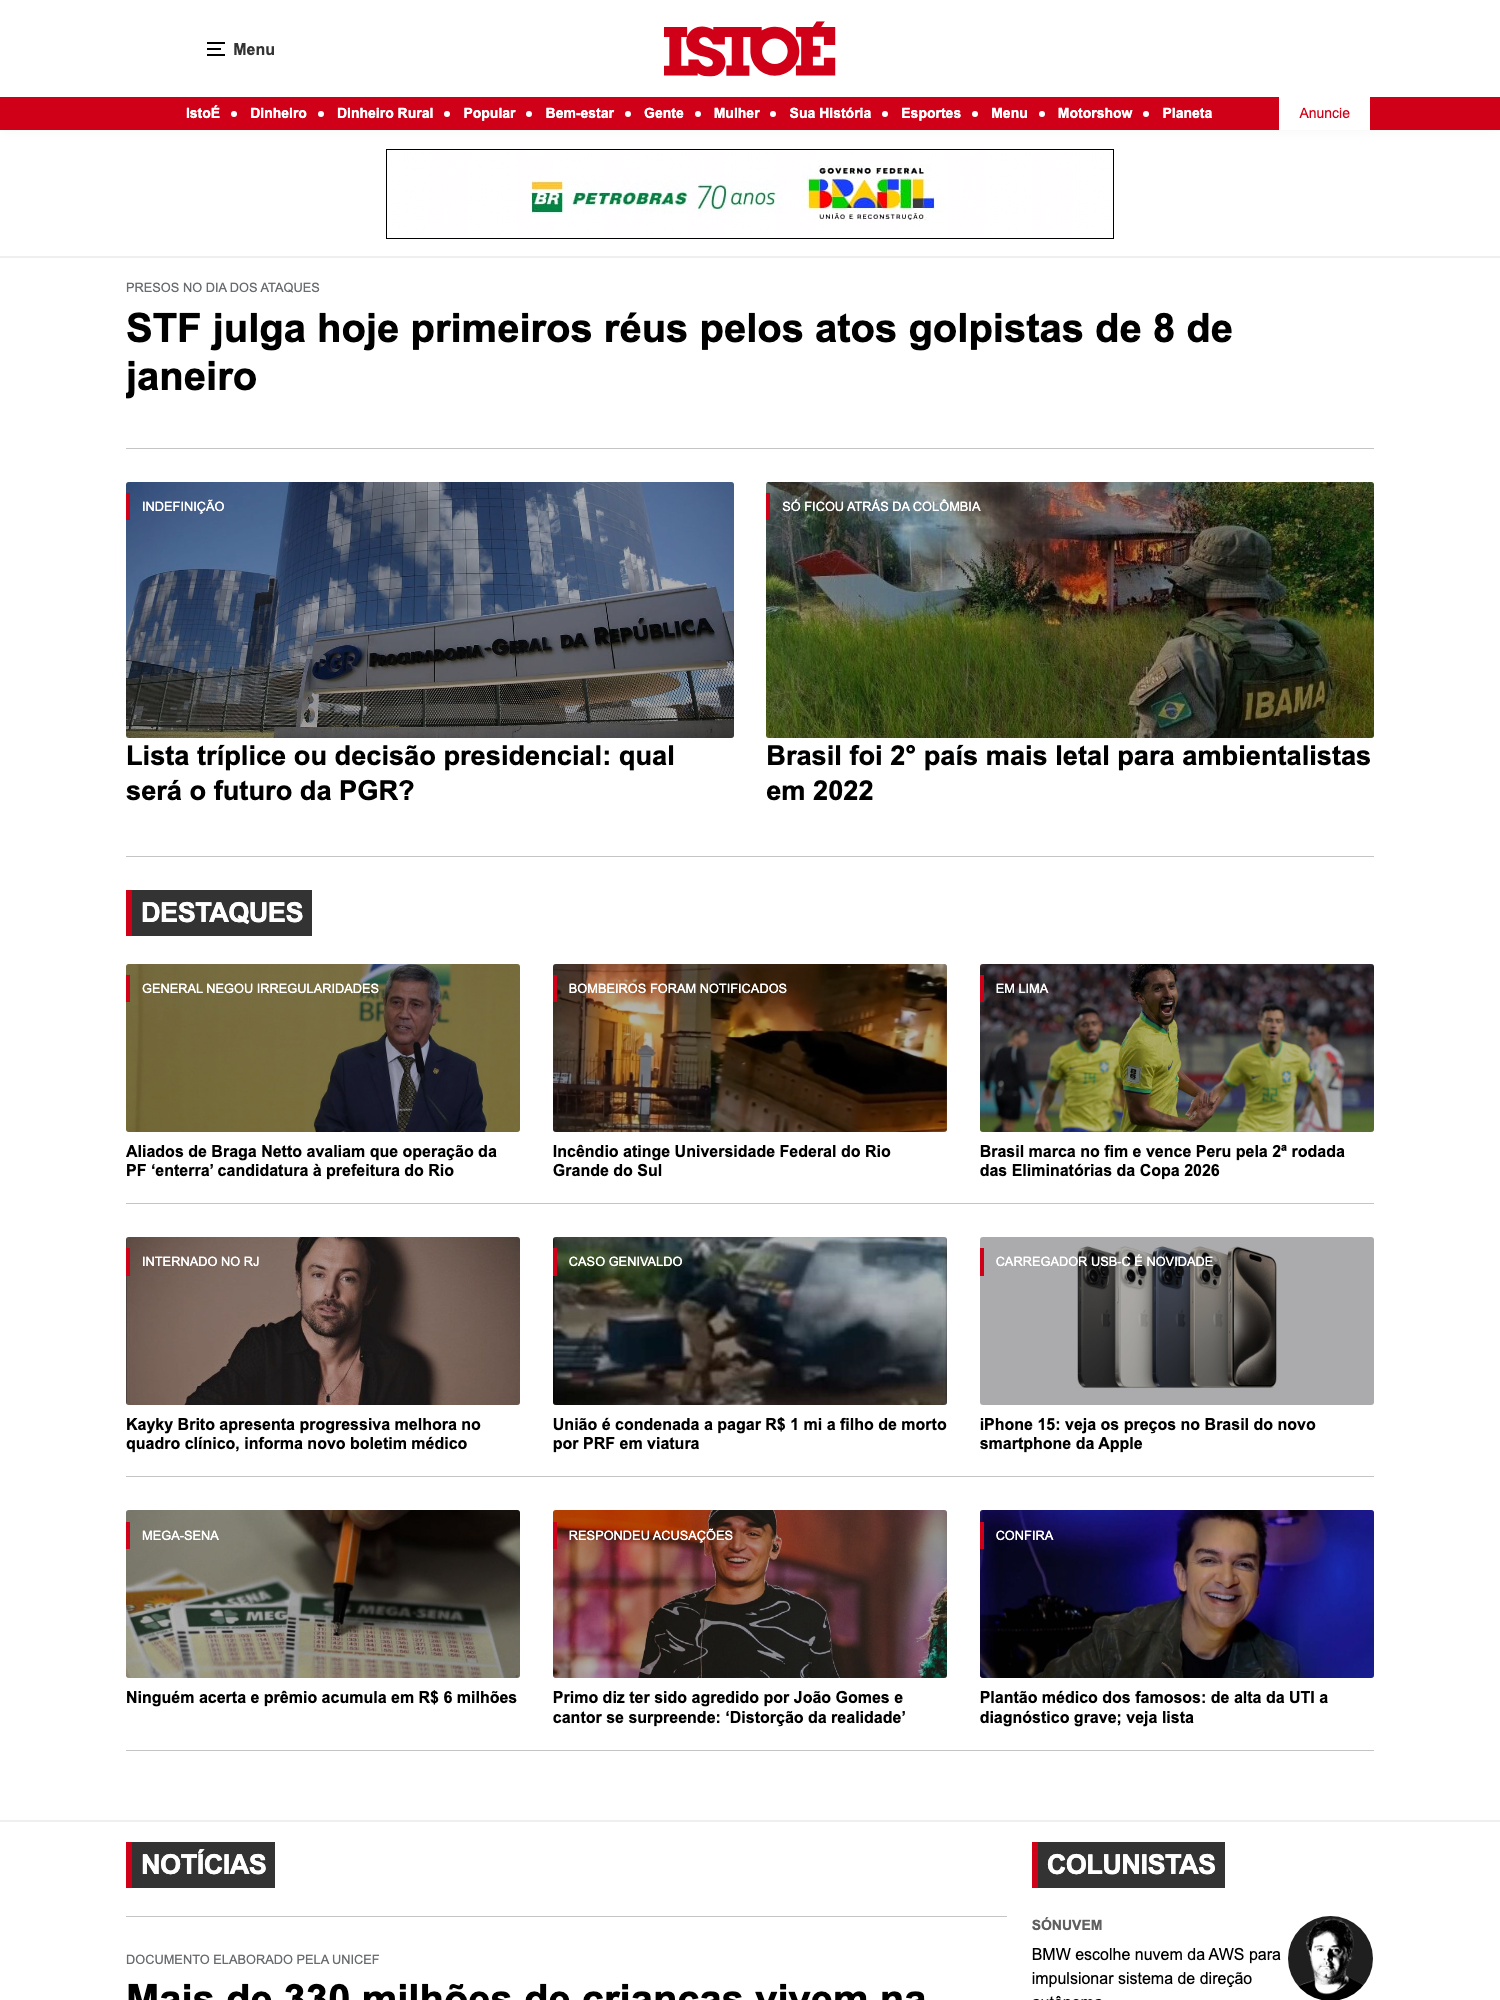 Menu
ISTOÉ
IstoÉ • Dinheiro • Dinheiro Rural • Popular • Bem-estar • Gente • Mulher • Sua História • Esportes • Menu • Motorshow • Planeta
Anuncie
BR PETROBRAS 70 anos
GOVERNO FEDERAL
BRASIL
UNIÃO E RECONSTRUÇÃO
PRESOS NO DIA DOS ATAQUES
STF julga hoje primeiros réus pelos atos golpistas de 8 de
janeiro
INDEFINIÇÃO
PGR PROCURADORIA-GERAL DA REPÚBLICA
Lista tríplice ou decisão presidencial: qual
será o futuro da PGR?
SÓ FICOU ATRÁS DA COLÔMBIA
IBAMA
Brasil foi 2° país mais letal para ambientalistas
em 2022
DESTAQUES
GENERAL NEGOU IRREGULARIDADES
Aliados de Braga Netto avaliam que operação da
PF ‘enterra’ candidatura à prefeitura do Rio
BOMBEIROS FORAM NOTIFICADOS
Incêndio atinge Universidade Federal do Rio
Grande do Sul
EM LIMA
Brasil marca no fim e vence Peru pela 2ª rodada
das Eliminatórias da Copa 2026
INTERNADO NO RJ
Kayky Brito apresenta progressiva melhora no
quadro clínico, informa novo boletim médico
CASO GENIVALDO
União é condenada a pagar R$ 1 mi a filho de morto
por PRF em viatura
CARREGADOR USB-C É NOVIDADE
iPhone 15: veja os preços no Brasil do novo
smartphone da Apple
MEGA-SENA
MEG
MEGA-SENA
Ninguém acerta e prêmio acumula em R$ 6 milhões
RESPONDEU ACUSAÇÕES
Primo diz ter sido agredido por João Gomes e
cantor se surpreende: ‘Distorção da realidade’
CONFIRA
Plantão médico dos famosos: de alta da UTI a
diagnóstico grave; veja lista
NOTÍCIAS
DOCUMENTO ELABORADO PELA UNICEF
Mais de 330 milhões de crianças vivem na
COLUNISTAS
SÓNUVEM
BMW escolhe nuvem da AWS para
impulsionar sistema de direção
autônoma